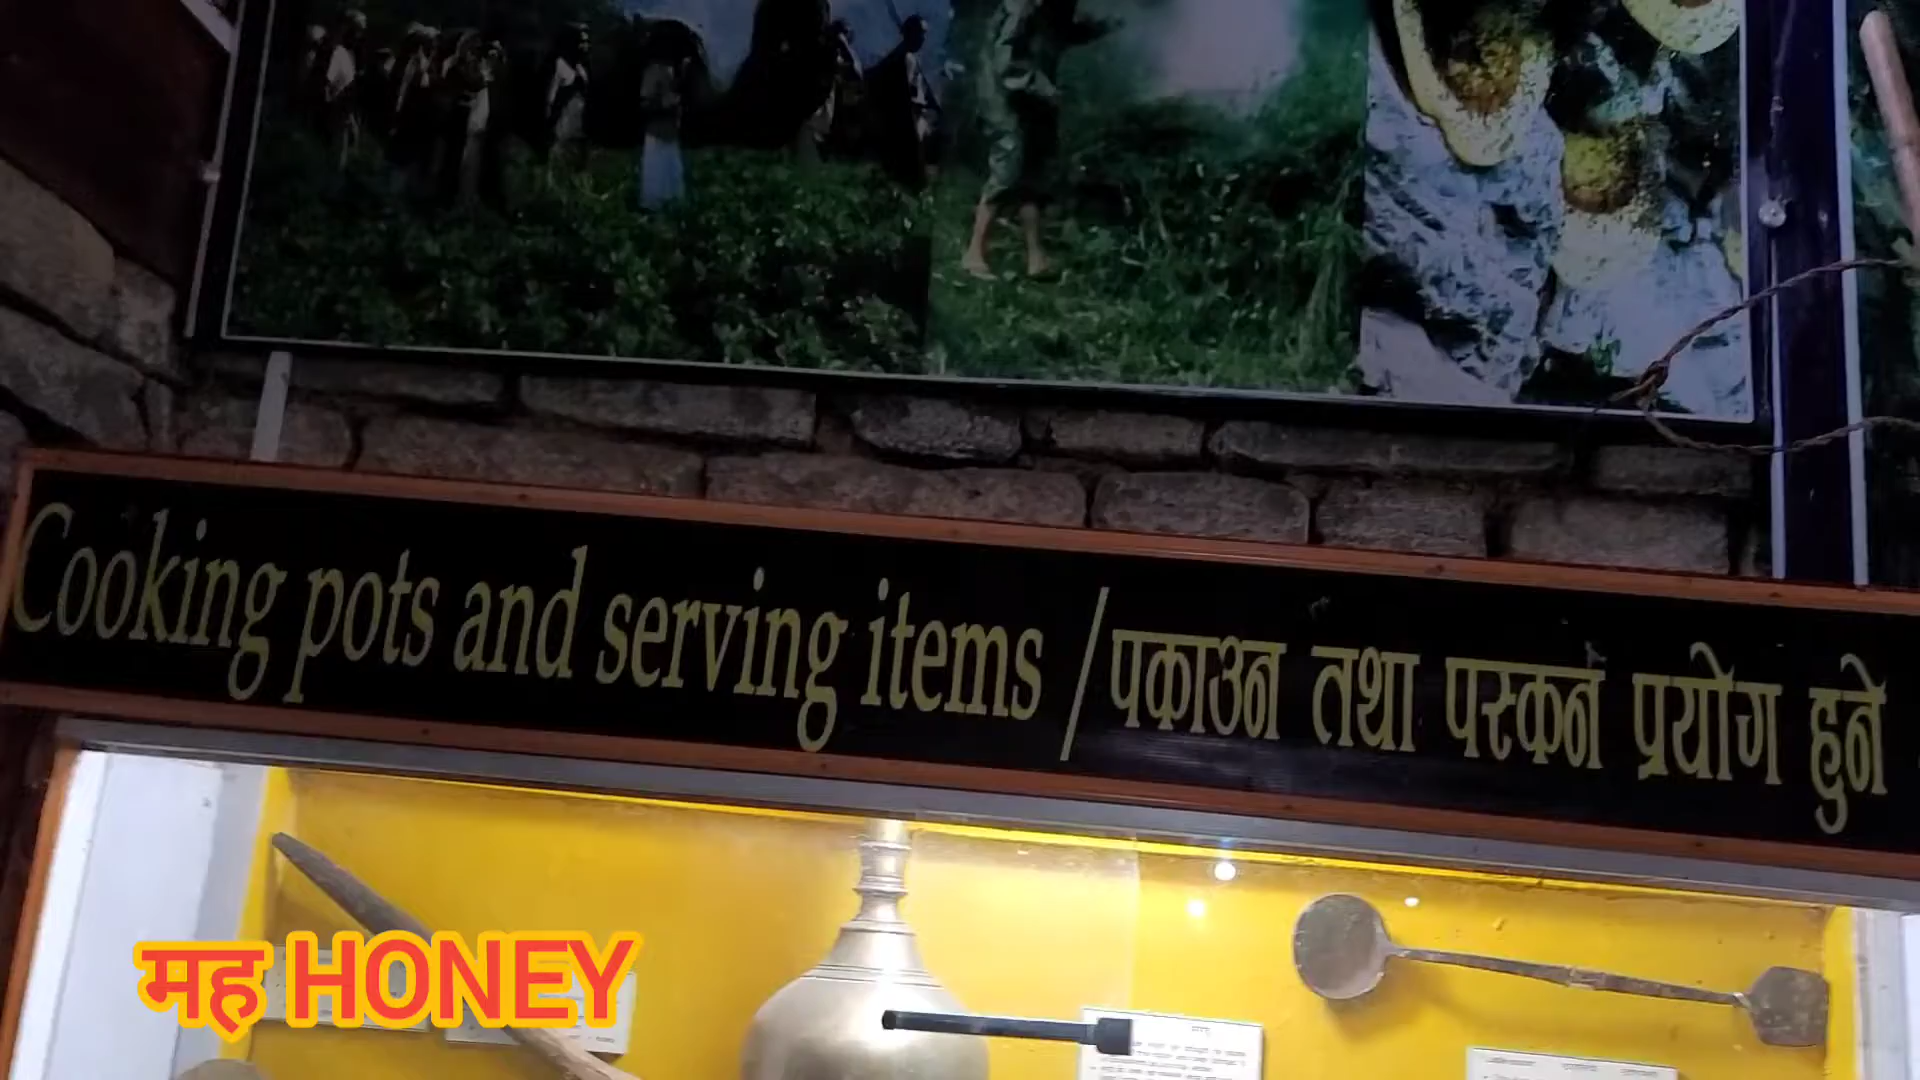 Cooking pots and serving items /पकाउन तथा पस्कन प्रयोग हुने
मह HONEY